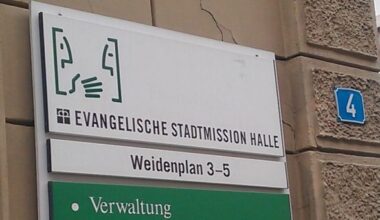 EVANGELISCHE STADTMISSION HALLE
4
Weidenplan 3–5
• Verwaltung